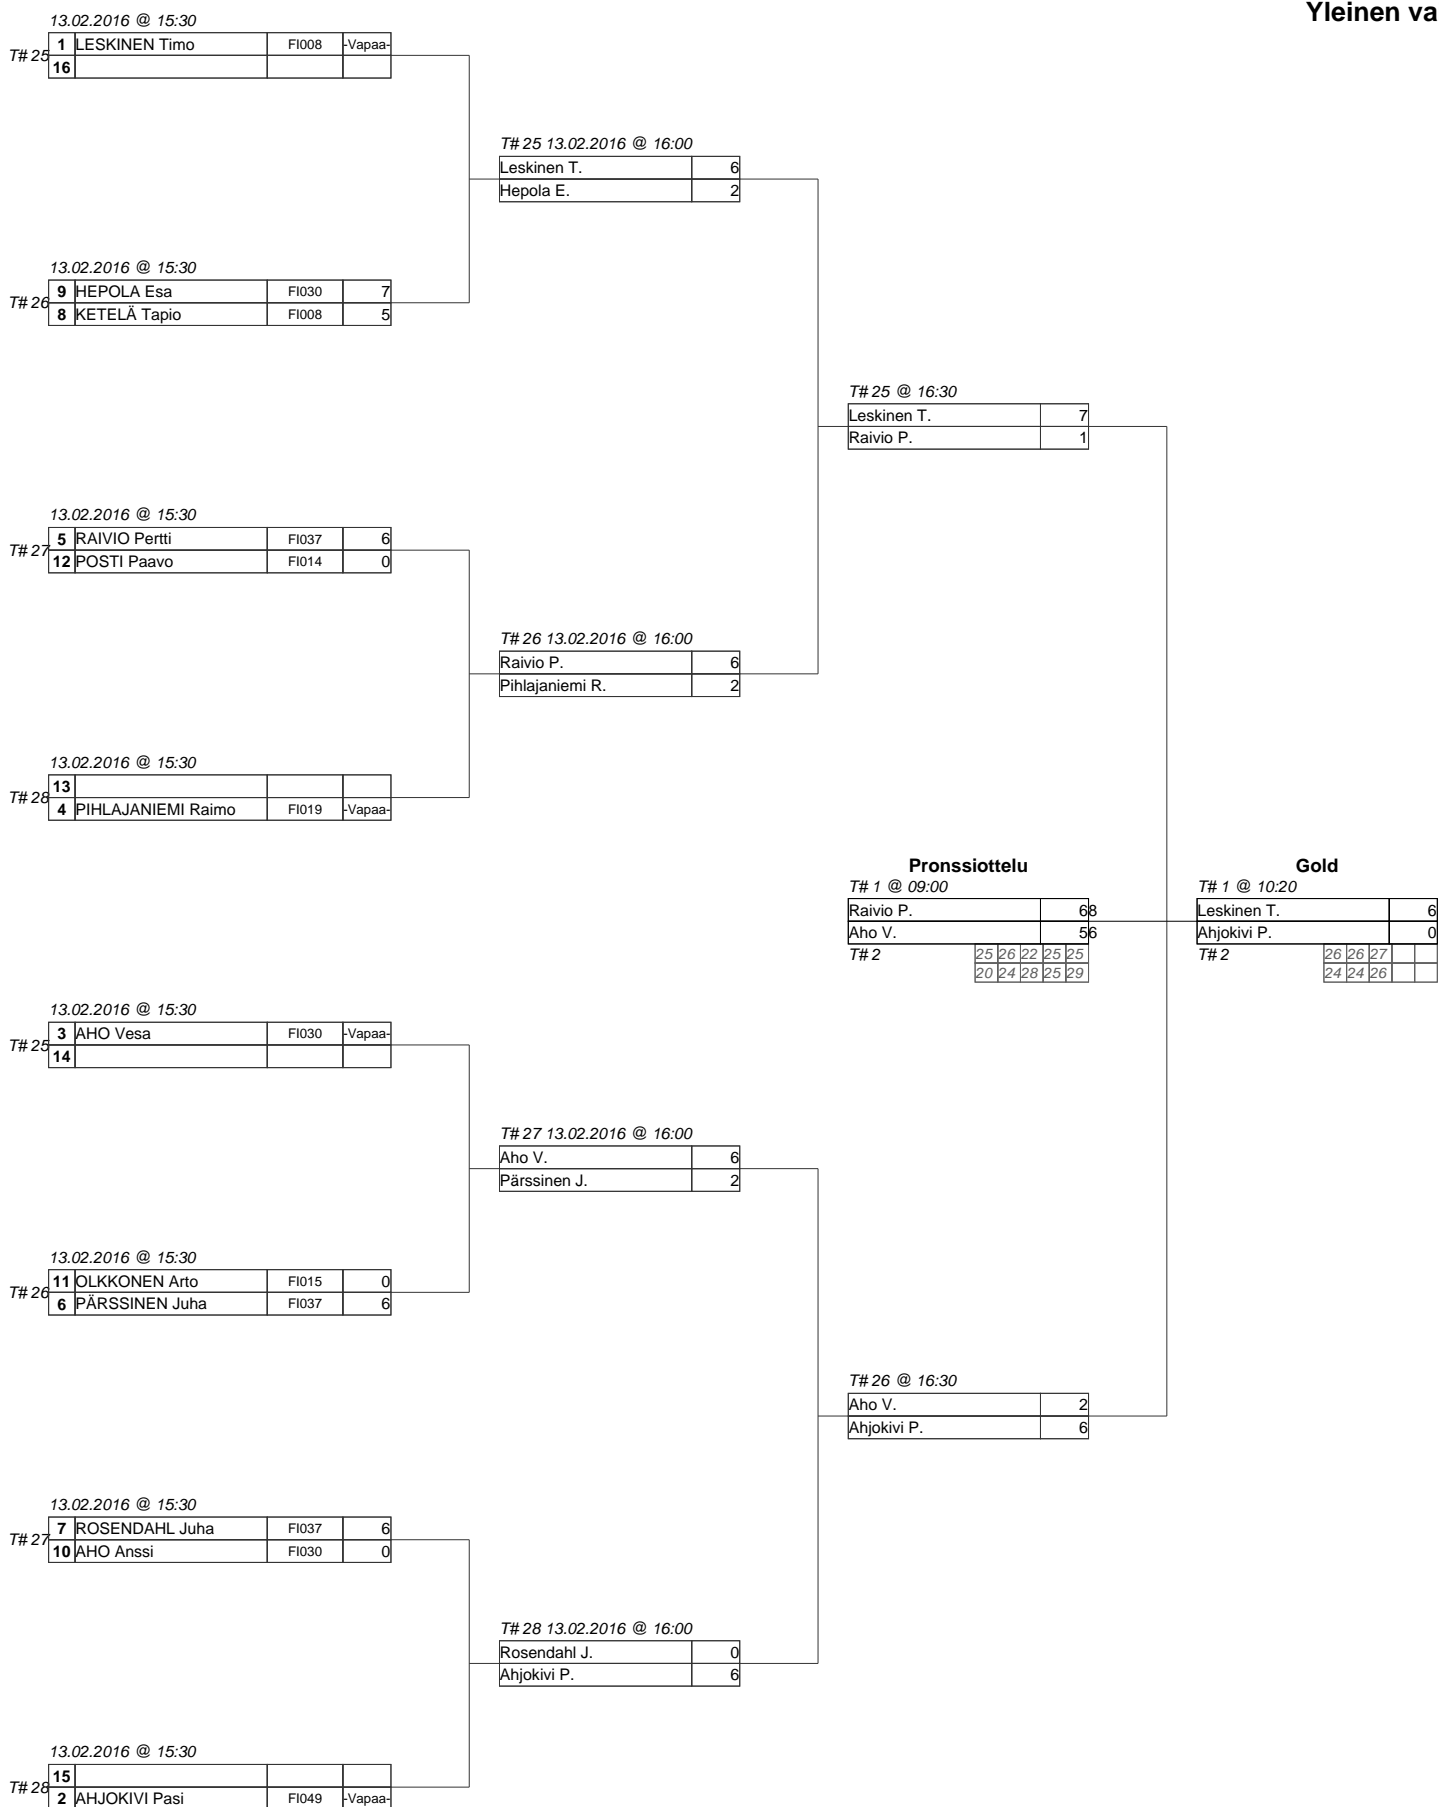 Yleinen va
13.02.2016 @ 15:30
T# 25
1 LESKINEN Timo FI008 -Vapaa-
16
T# 25 13.02.2016 @ 16:00
Leskinen T. 6
Hepola E. 2
13.02.2016 @ 15:30
T# 26
9 HEPOLA Esa FI030 7
8 KETELÄ Tapio FI008 5
T# 25 @ 16:30
Leskinen T. 7
Raivio P. 1
13.02.2016 @ 15:30
T# 27
5 RAIVIO Pertti FI037 6
12 POSTI Paavo FI014 0
T# 26 13.02.2016 @ 16:00
Raivio P. 6
Pihlajaniemi R. 2
13.02.2016 @ 15:30
T# 28
13
4 PIHLAJANIEMI Raimo FI019 -Vapaa-
Pronssiottelu
T# 1 @ 09:00
Raivio P. 6 8
Aho V. 5 6
T# 2 25 26 22 25 25
20 24 28 25 29
Gold
T# 1 @ 10:20
Leskinen T. 6
Ahjokivi P. 0
T# 2 26 26 27
24 24 26
13.02.2016 @ 15:30
T# 25
3 AHO Vesa FI030 -Vapaa-
14
T# 27 13.02.2016 @ 16:00
Aho V. 6
Pärssinen J. 2
13.02.2016 @ 15:30
T# 26
11 OLKKONEN Arto FI015 0
6 PÄRSSINEN Juha FI037 6
T# 26 @ 16:30
Aho V. 2
Ahjokivi P. 6
13.02.2016 @ 15:30
T# 27
7 ROSENDAHL Juha FI037 6
10 AHO Anssi FI030 0
T# 28 13.02.2016 @ 16:00
Rosendahl J. 0
Ahjokivi P. 6
13.02.2016 @ 15:30
T# 28
15
2 AHJOKIVI Pasi FI049 -Vapaa-